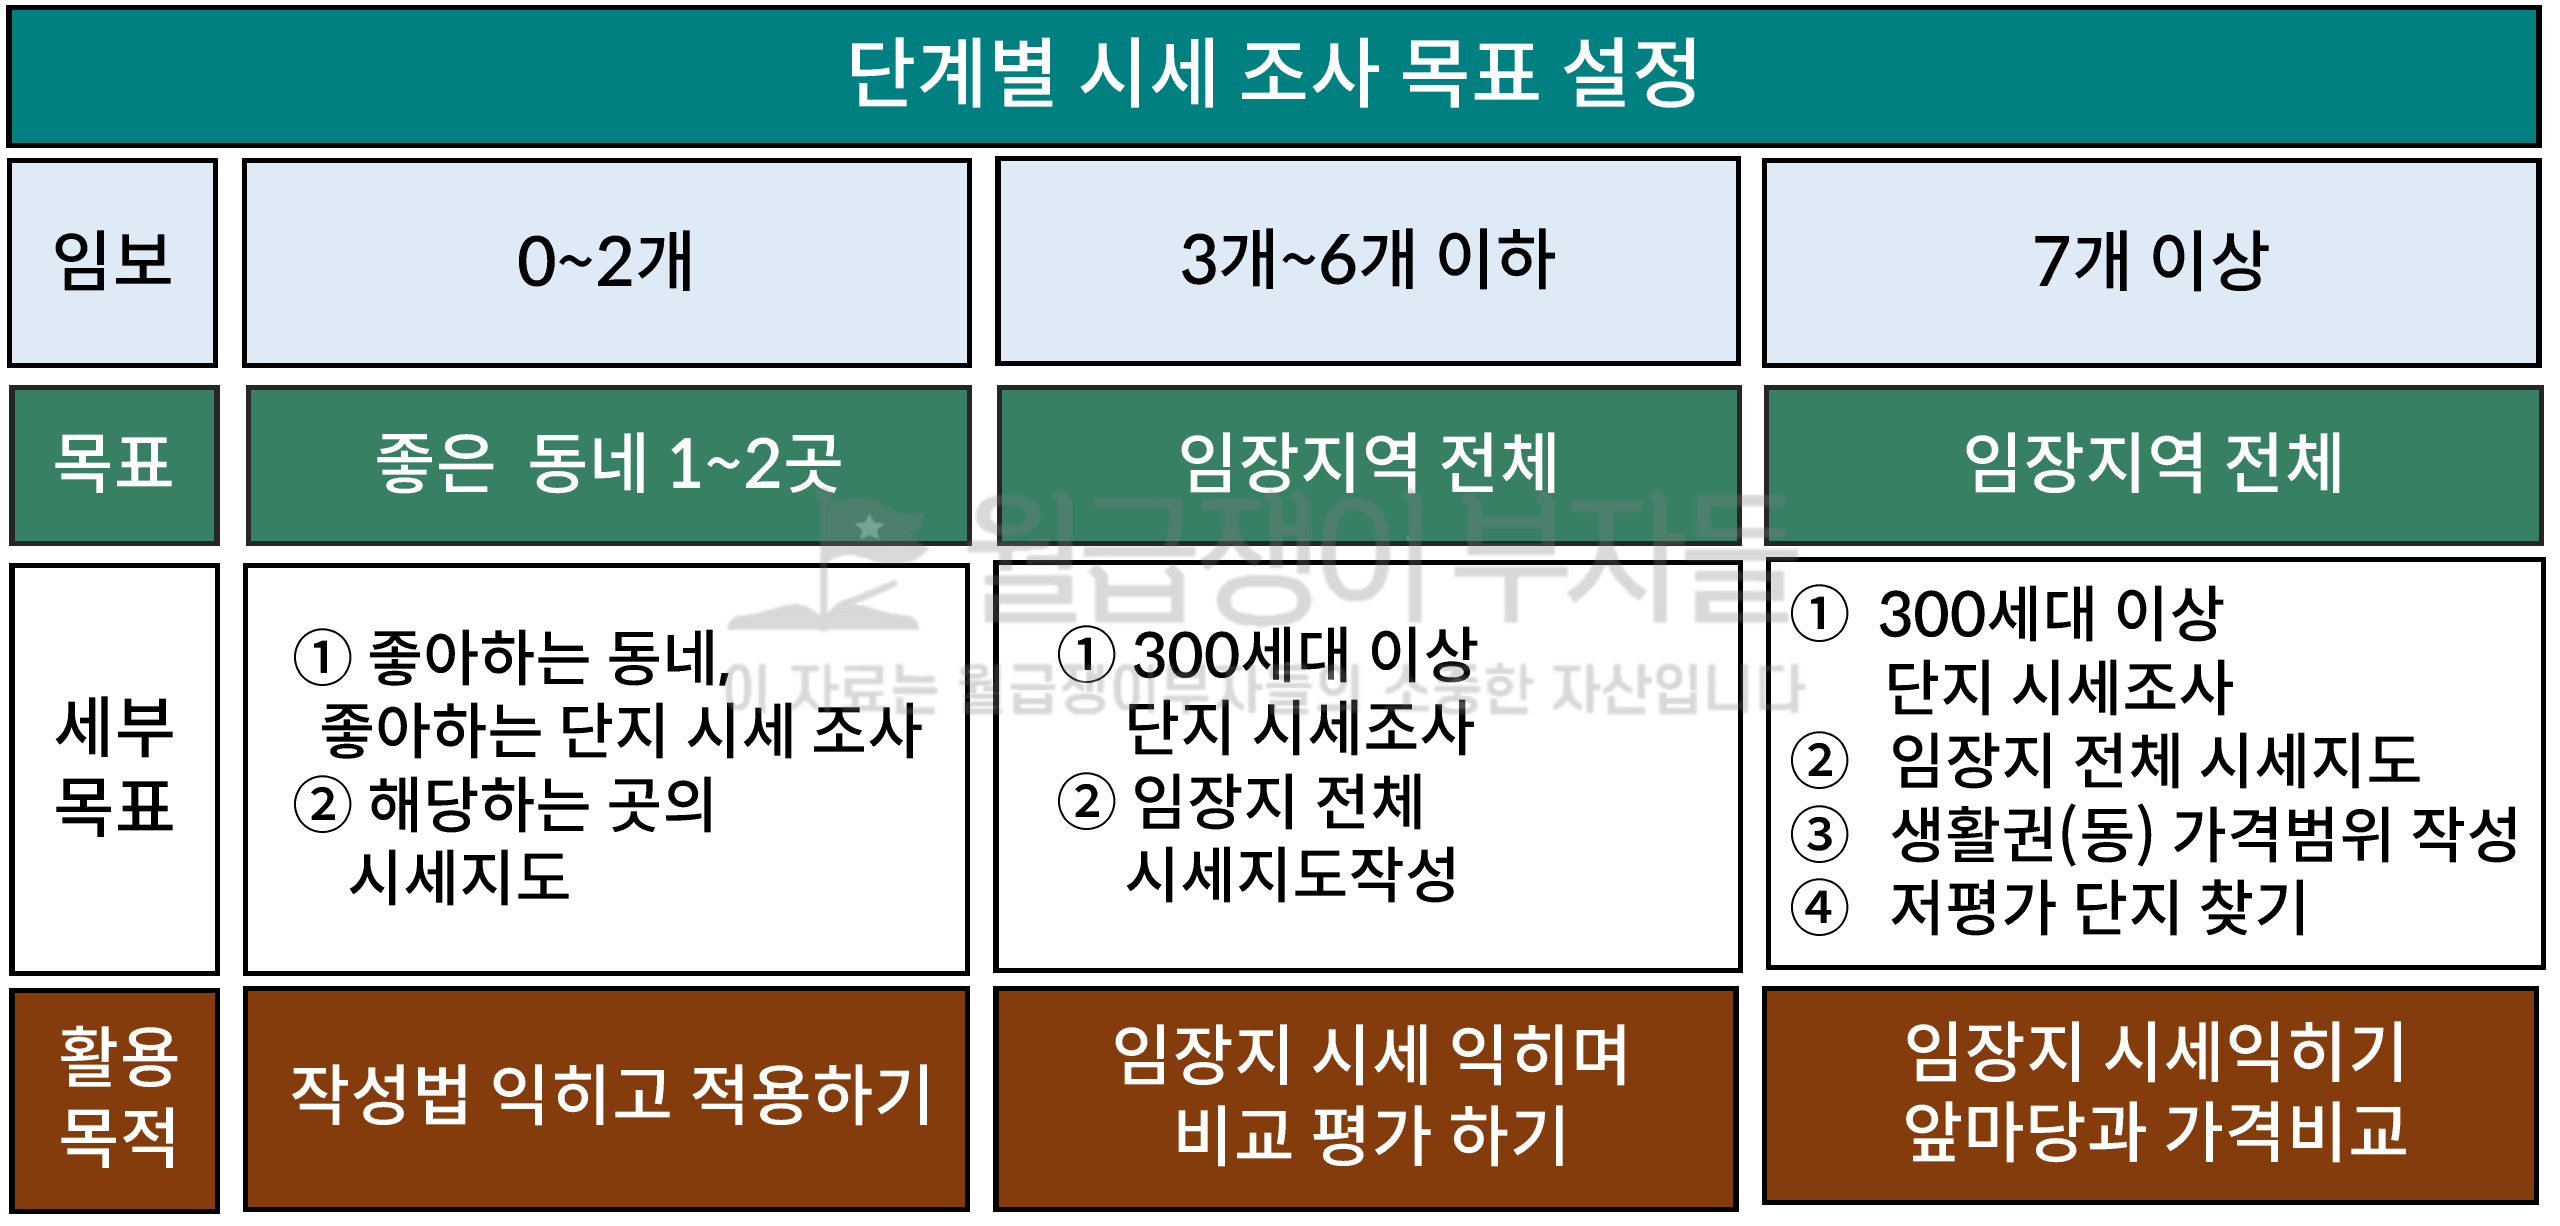 단계별 시세 조사 목표 설정
임보
0~2개
3개~6개 이하
7개 이상
목표
좋은 동네 1~2곳
임장지역 전체
임장지역 전체
월급쟁이 부자들
이 자료는 월급쟁이부자들의 소중한 자산입니다
세부
목표
① 좋아하는 동네,
좋아하는 단지 시세 조사
② 해당하는 곳의
시세지도
① 300세대 이상
단지 시세조사
② 임장지 전체
시세지도작성
① 300세대 이상
단지 시세조사
② 임장지 전체 시세지도
③ 생활권(동) 가격범위 작성
④ 저평가 단지 찾기
활용
목적
작성법 익히고 적용하기
임장지 시세 익히며
비교 평가 하기
임장지 시세익히기
앞마당과 가격비교